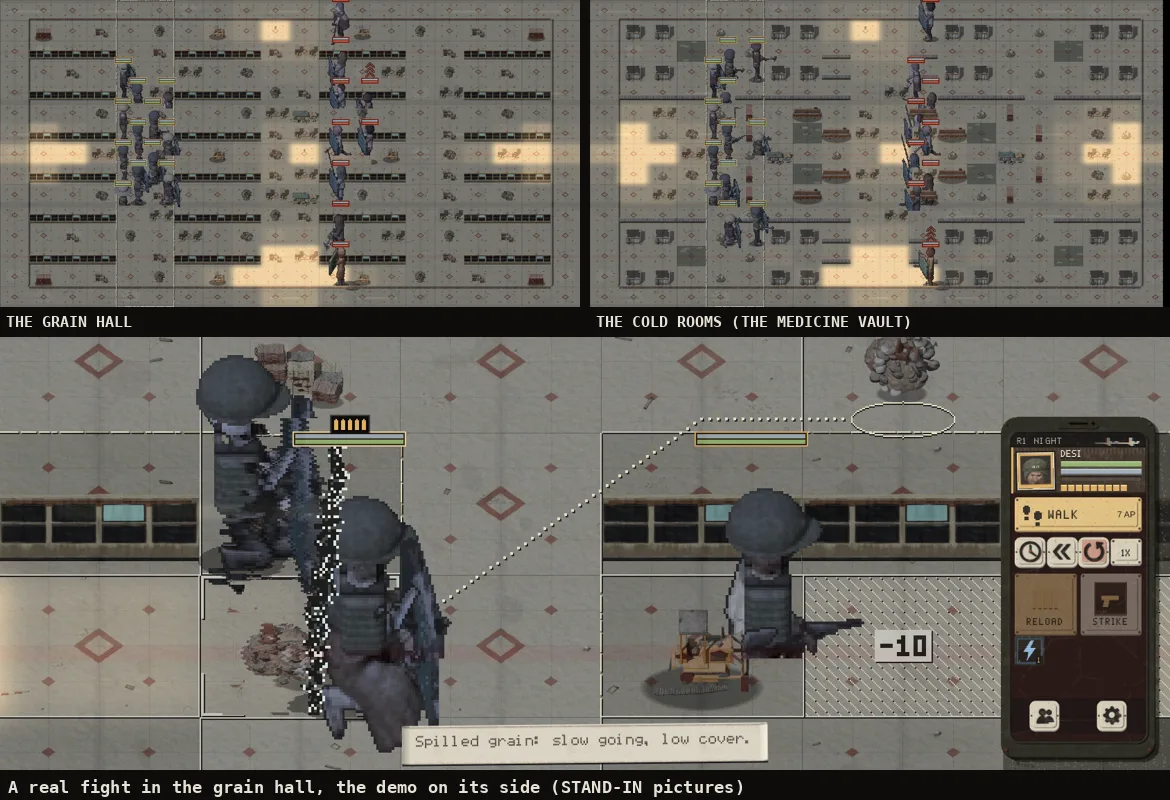 THE GRAIN HALL
THE COLD ROOMS (THE MEDICINE VAULT)
R1 NIGHT
DESI
WALK 7 AP
1X
RELOAD
STRIKE
1
-10
Spilled grain: slow going, low cover.
A real fight in the grain hall, the demo on its side (STAND-IN pictures)